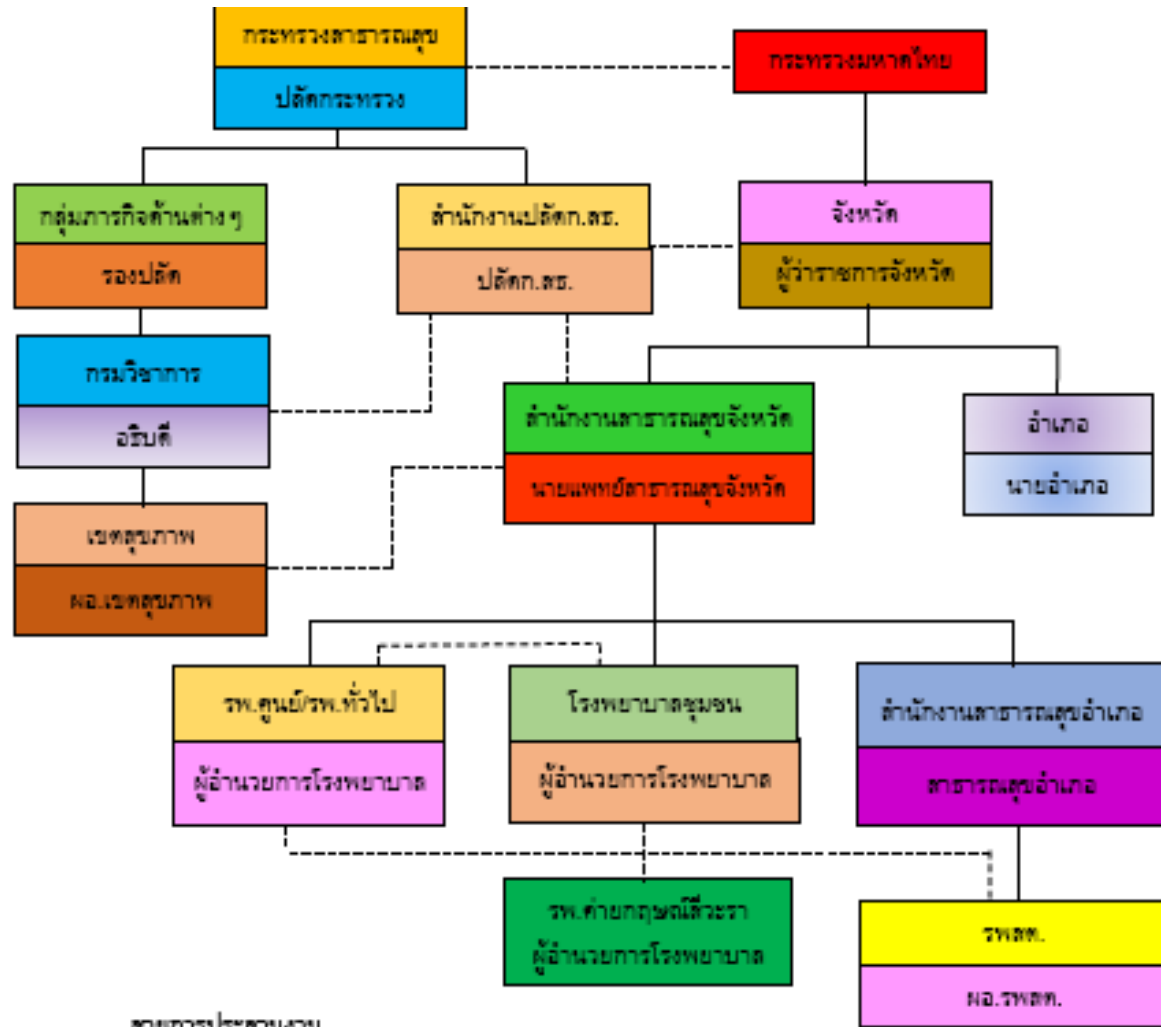 กระทรวงสาธารณสุข
กระทรวงมหาดไทย
ปลัดกระทรวง
กลุ่มภารกิจด้านต่างๆ
สำนักงานปลัดก.สธ.
จังหวัด
รองปลัด
ปลัดก.สธ.
ผู้ว่าราชการจังหวัด
กรมวิชาการ
อธิบดี
สำนักงานสาธารณสุขจังหวัด
อำเภอ
นายแพทย์สาธารณสุขจังหวัด
นายอำเภอ
เขตสุขภาพ
ผอ.เขตสุขภาพ
รพ.ศูนย์/รพ.ทั่วไป
โรงพยาบาลชุมชน
สำนักงานสาธารณสุขอำเภอ
ผู้อำนวยการโรงพยาบาล
ผู้อำนวยการโรงพยาบาล
สาธารณสุขอำเภอ
รพ.ค่ายกฤษณ์สีวะรา
ผู้อำนวยการโรงพยาบาล
รพสต.
ผอ.รพสต.
สายการประสานงาน